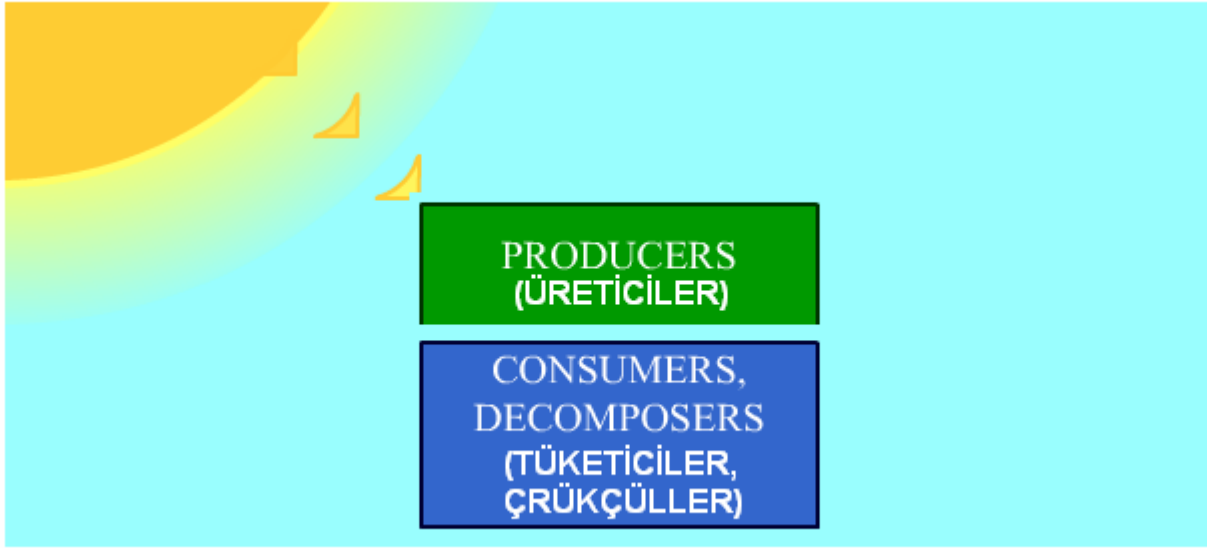 PRODUCERS
(ÜRETİCİLER)
CONSUMERS,
DECOMPOSERS
(TÜKETİCİLER,
ÇRÜKÇÜLLER)